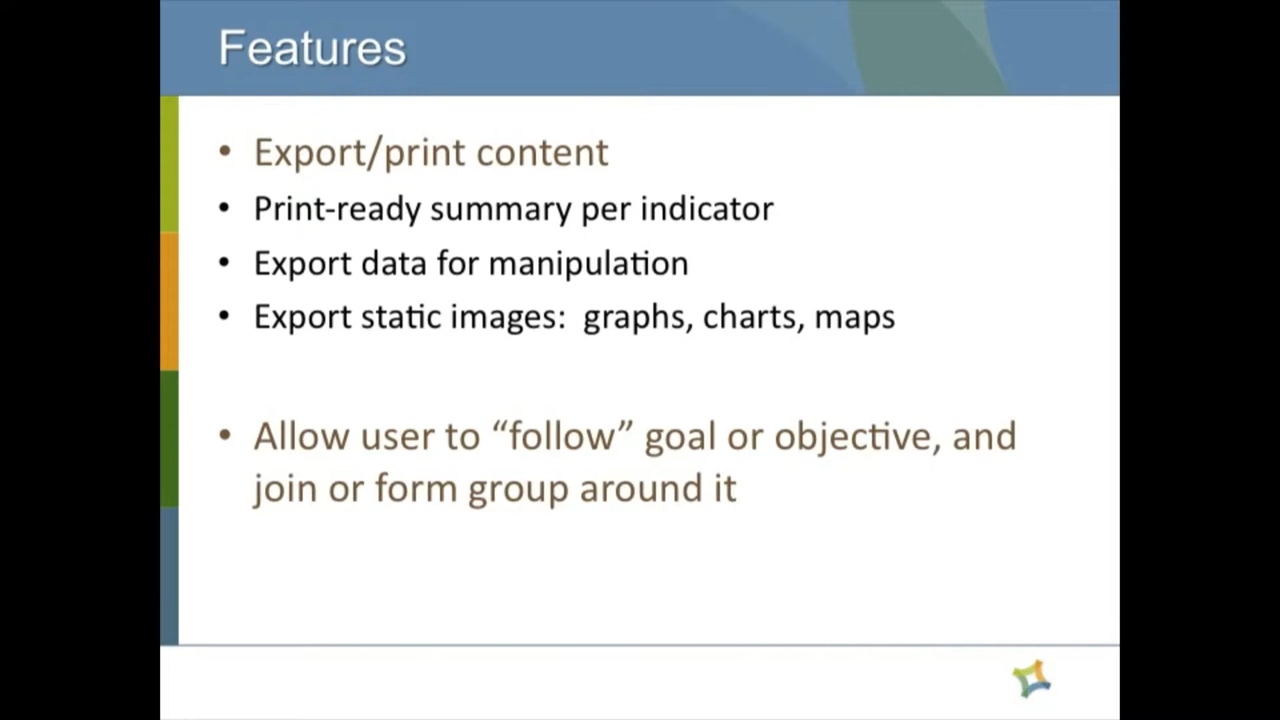 Features
• Export/print content
• Print-ready summary per indicator
• Export data for manipulation
• Export static images:  graphs, charts, maps
• Allow user to “follow” goal or objective, and
join or form group around it